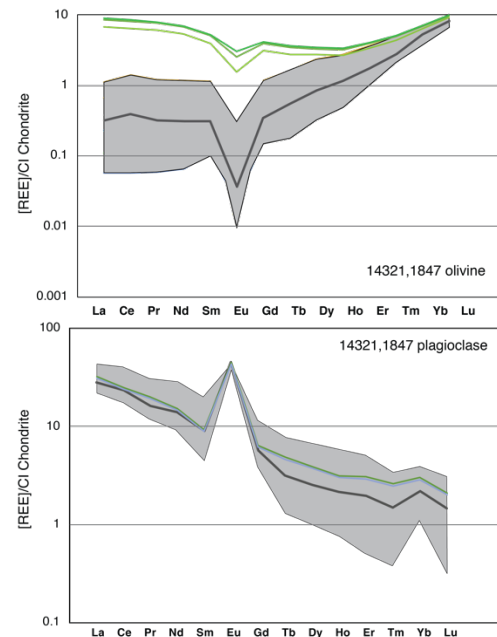 10
1
0.1
0.01
0.001
[REE]/CI Chondrite
14321,1847 olivine
La Ce Pr Nd Sm Eu Gd Tb Dy Ho Er Tm Yb Lu
100
10
1
0.1
[REE]/CI Chondrite
14321,1847 plagioclase
La Ce Pr Nd Sm Eu Gd Tb Dy Ho Er Tm Yb Lu